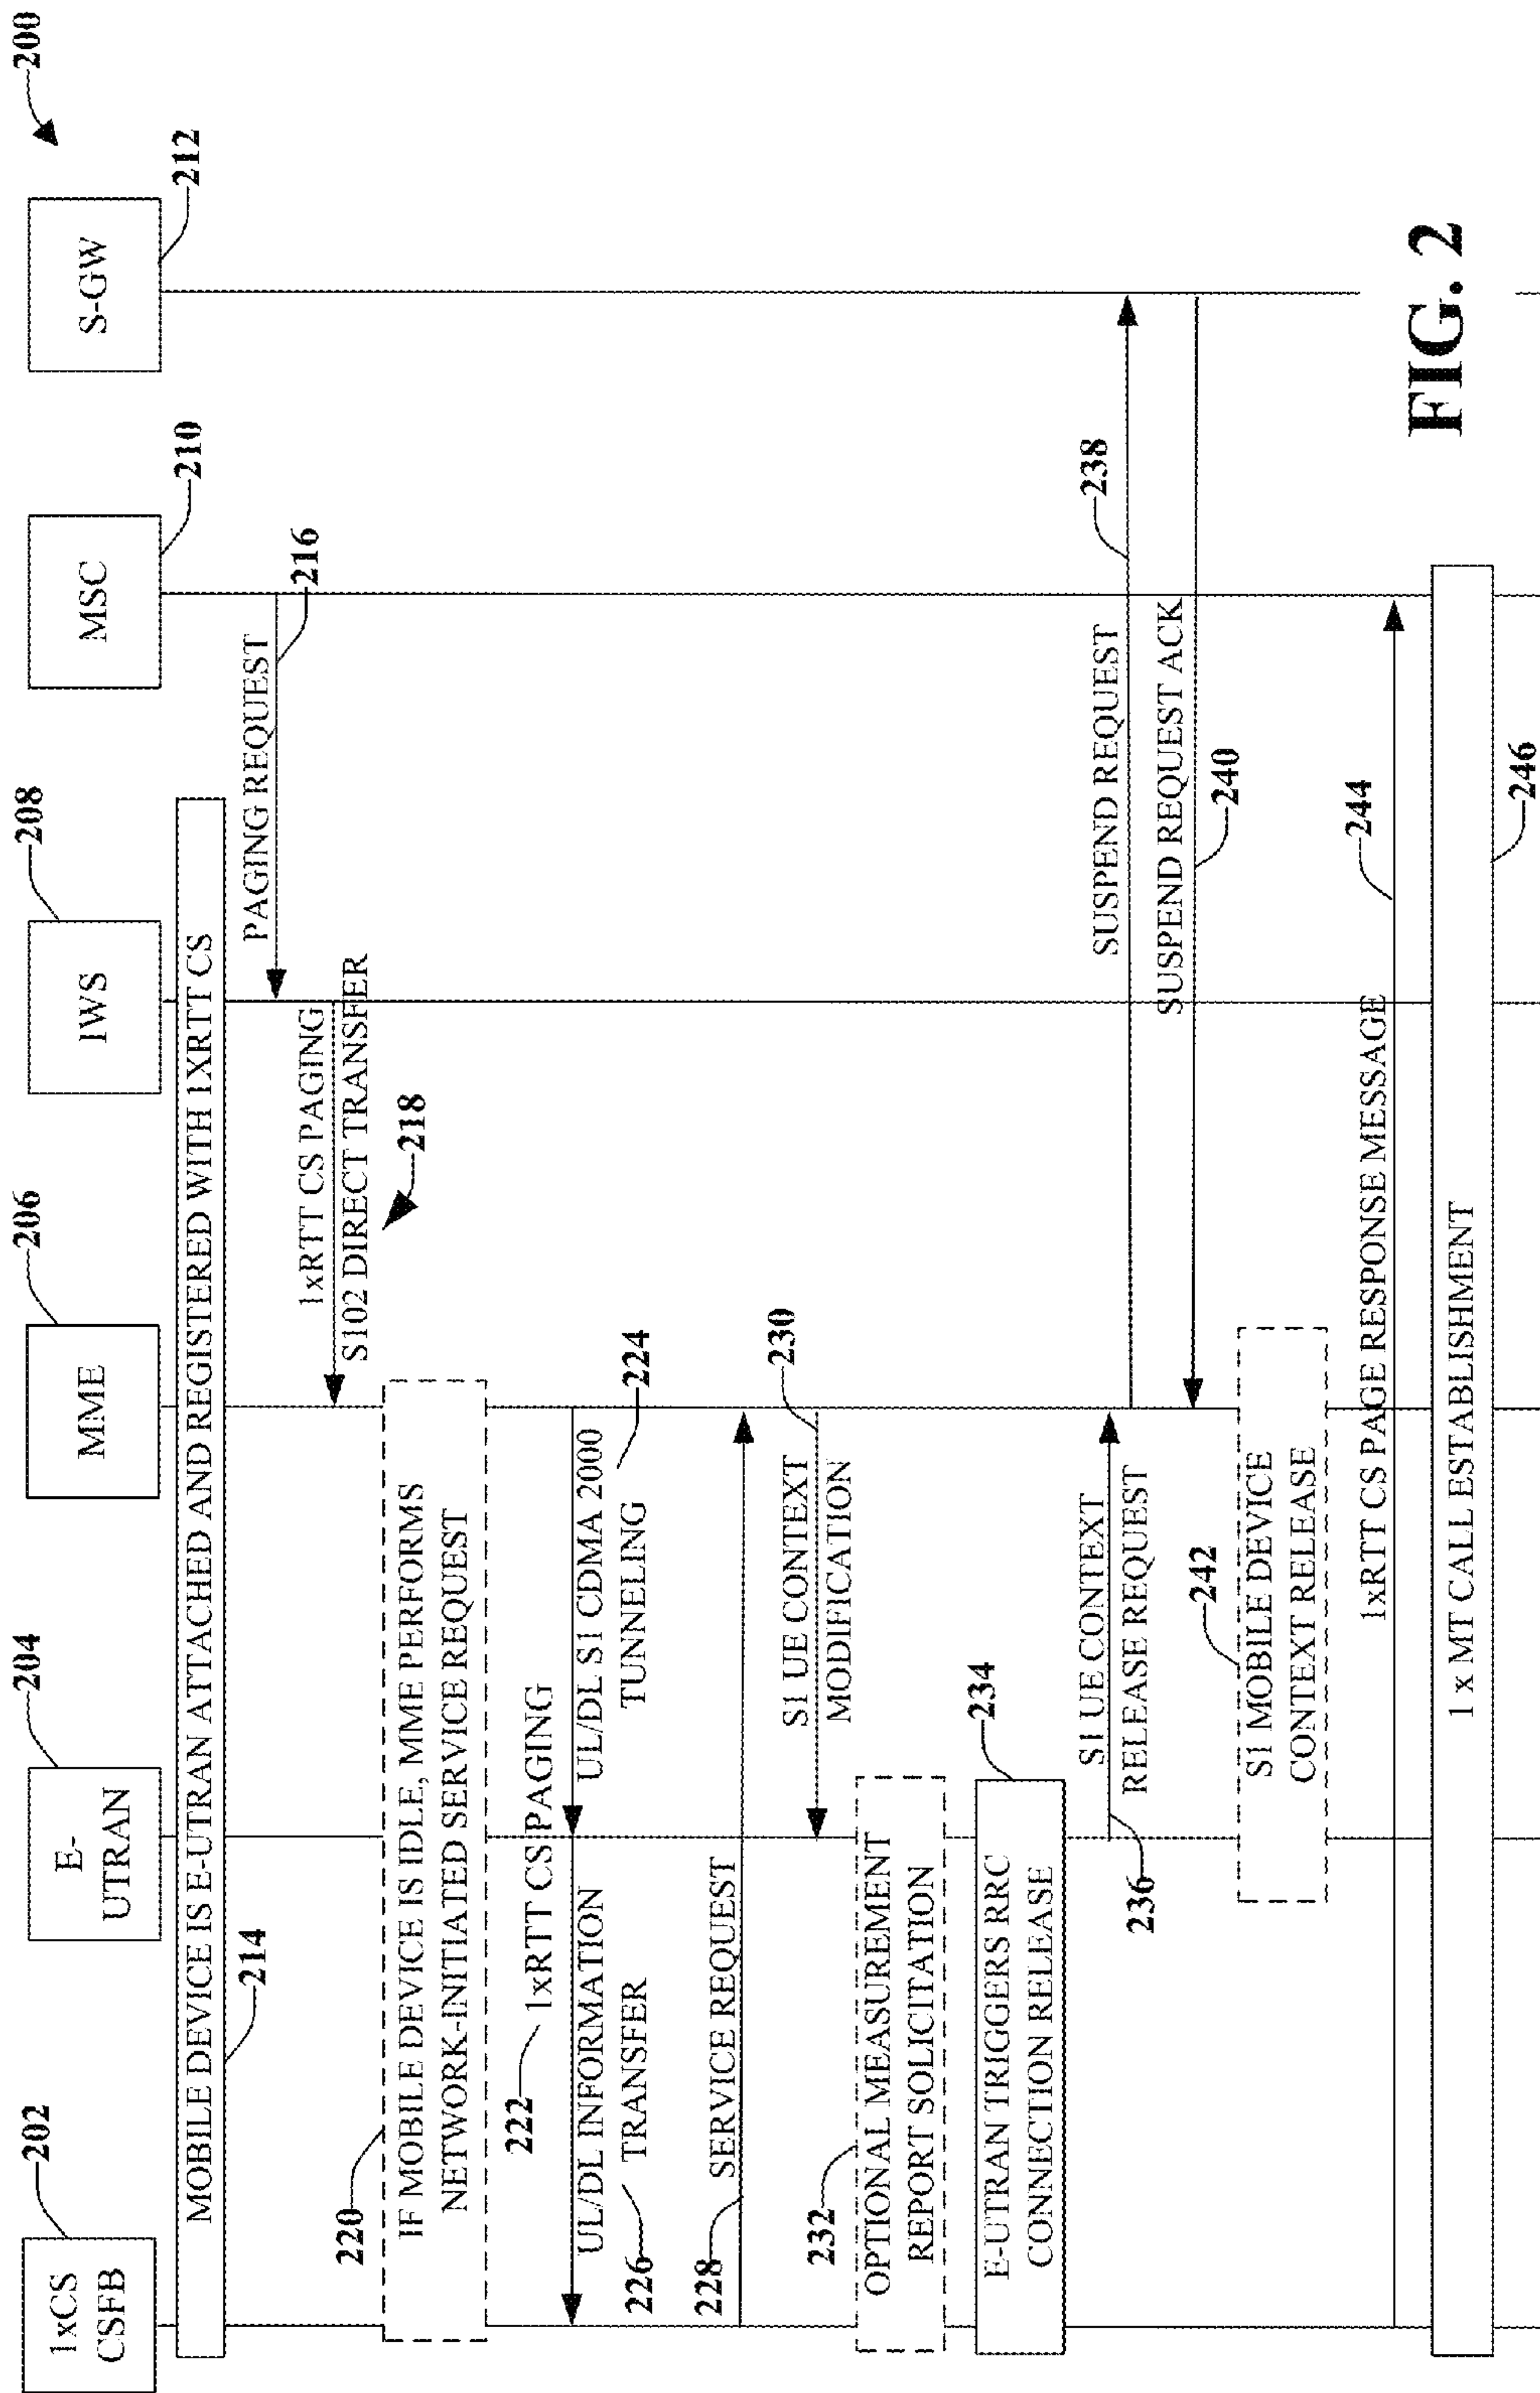 200
202
204
206
208
210
212
1xCS
CSFB
E-
UTRAN
MME
IWS
MSC
S-GW
MOBILE DEVICE IS E-UTRAN ATTACHED AND REGISTERED WITH 1XRTT CS
214
PAGING REQUEST
216
1xRTT CS PAGING
S102 DIRECT TRANSFER
218
220
IF MOBILE DEVICE IS IDLE, MME PERFORMS
NETWORK-INITIATED SERVICE REQUEST
222
1xRTT CS PAGING
UL/DL INFORMATION
TRANSFER
226
UL/DL S1 CDMA 2000
TUNNELING
224
228
SERVICE REQUEST
230
S1 UE CONTEXT
MODIFICATION
232
OPTIONAL MEASUREMENT
REPORT SOLICITATION
234
E-UTRAN TRIGGERS RRC
CONNECTION RELEASE
S1 UE CONTEXT
RELEASE REQUEST
236
SUSPEND REQUEST
238
SUSPEND REQUEST ACK
240
242
S1 MOBILE DEVICE
CONTEXT RELEASE
1xRTT CS PAGE RESPONSE MESSAGE
244
1 x MT CALL ESTABLISHMENT
246
FIG. 2